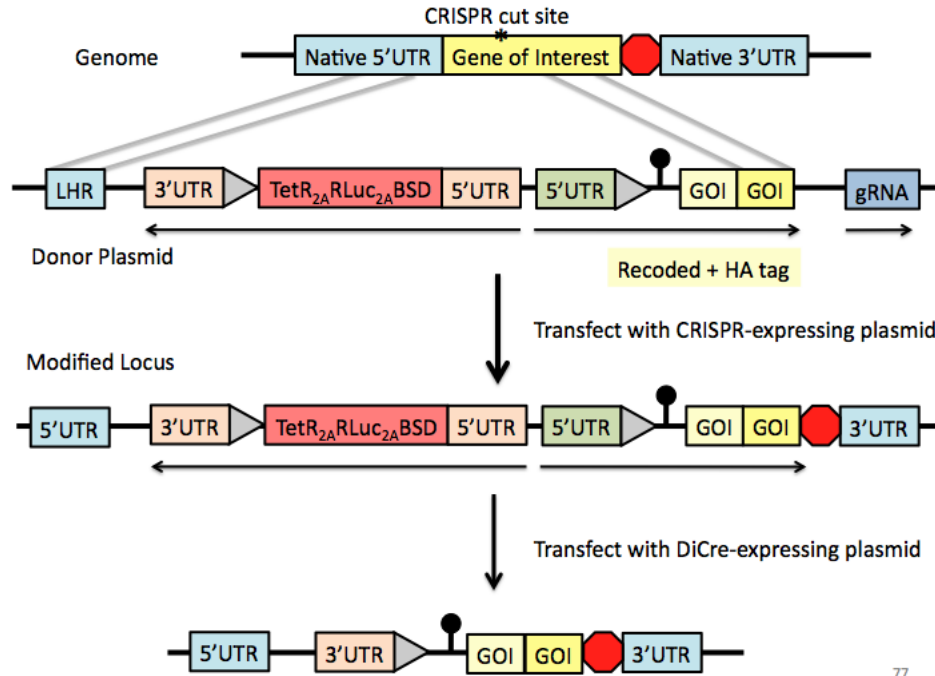 CRISPR cut site
*
Genome
Native 5’UTR Gene of Interest Native 3’UTR
LHR 3’UTR TetR2ARLuc2ABSD 5’UTR 5’UTR GOI GOI gRNA
Donor Plasmid
Recoded + HA tag
Transfect with CRISPR-expressing plasmid
Modified Locus
5’UTR 3’UTR TetR2ARLuc2ABSD 5’UTR 5’UTR GOI GOI 3’UTR
Transfect with DiCre-expressing plasmid
5’UTR 3’UTR GOI GOI 3’UTR
77